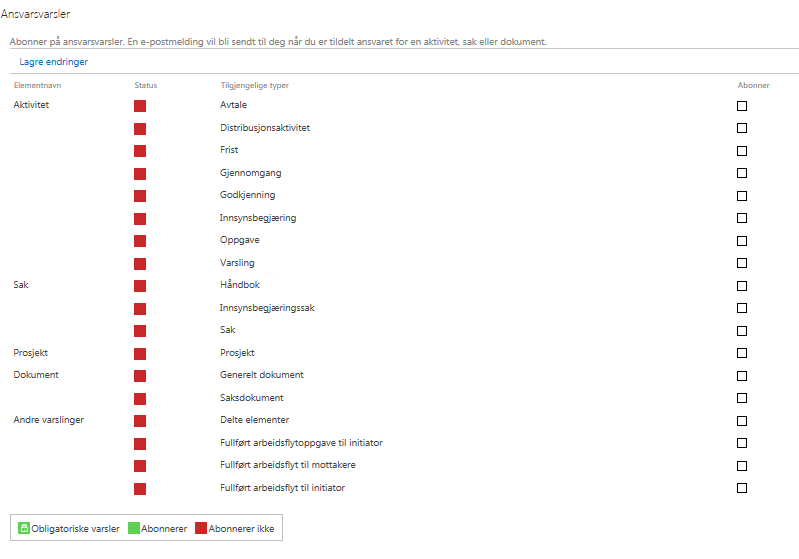 Ansvarsvarsler
Abonner på ansvarsvarsler. En e-postmelding vil bli sendt til deg når du er tildelt ansvaret for en aktivitet, sak eller dokument.
Lagre endringer
Elementnavn Status Tilgjengelige typer Abonner
Aktivitet Avtale
Distribusjonsaktivitet
Frist
Gjennomgang
Godkjenning
Innsynsbegjæring
Oppgave
Varsling
Sak Håndbok
Innsynsbegjæringssak
Sak
Prosjekt Prosjekt
Dokument Generelt dokument
Saksdokument
Andre varslinger Delte elementer
Fullført arbeidsflytoppgave til initiator
Fullført arbeidsflyt til mottakere
Fullført arbeidsflyt til initiator
Obligatoriske varsler Abonnerer Abonnerer ikke